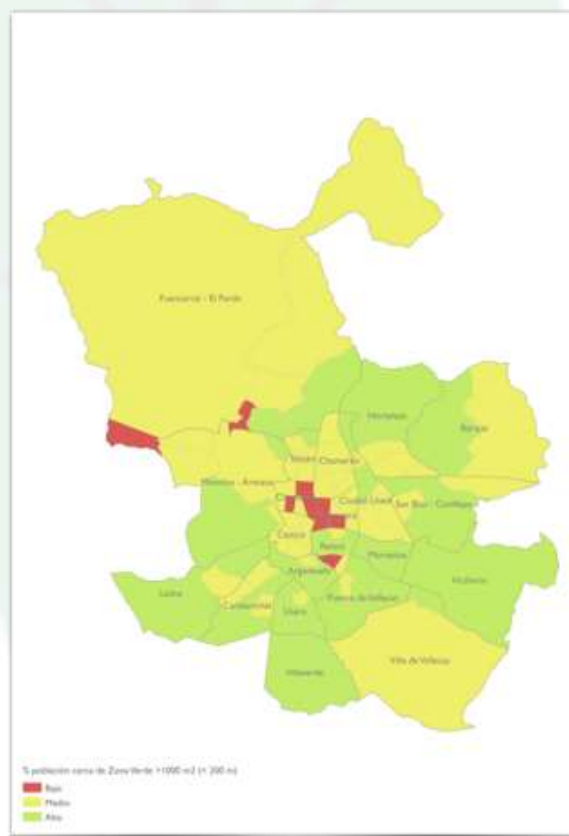 Fuencarral - El Pardo
Hortaleza
Barajas
Tetuán
Chamartín
Moncloa - Aravaca
Ciudad Lineal
San Blas - Canillejas
Centro
Retiro
Moratalaz
Arganzuela
Vicálvaro
Latina
Carabanchel
Usera
Puente de Vallecas
Villa de Vallecas
Villaverde
% población cerca de Zona Verde >1000 m2 (< 200 m)
Bajo
Medio
Alto